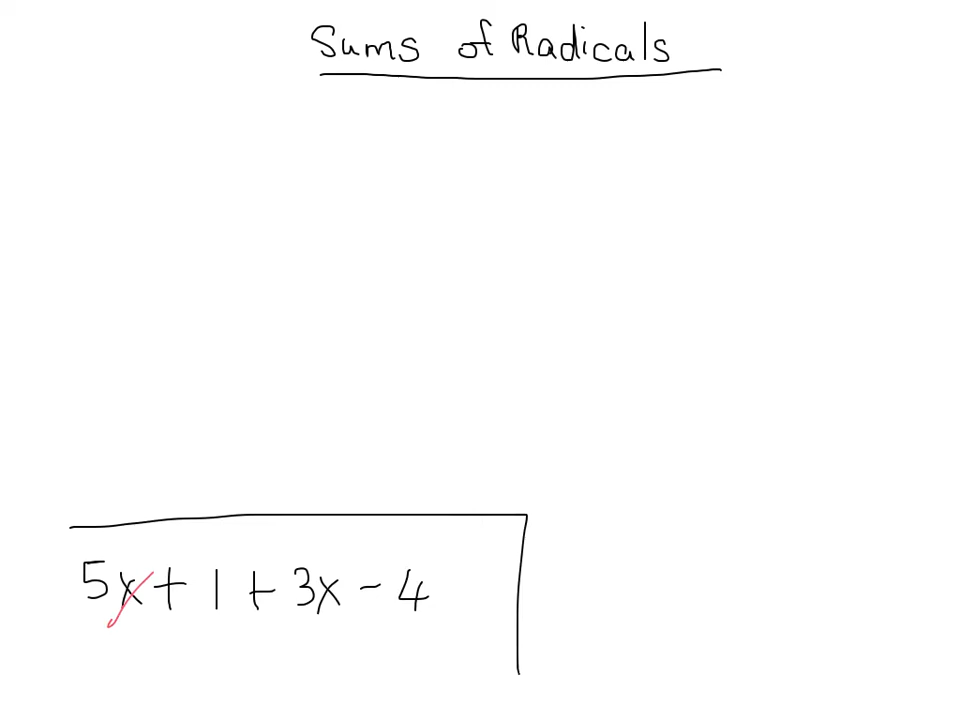 Sums of Radicals
5x + 1 + 3x - 4